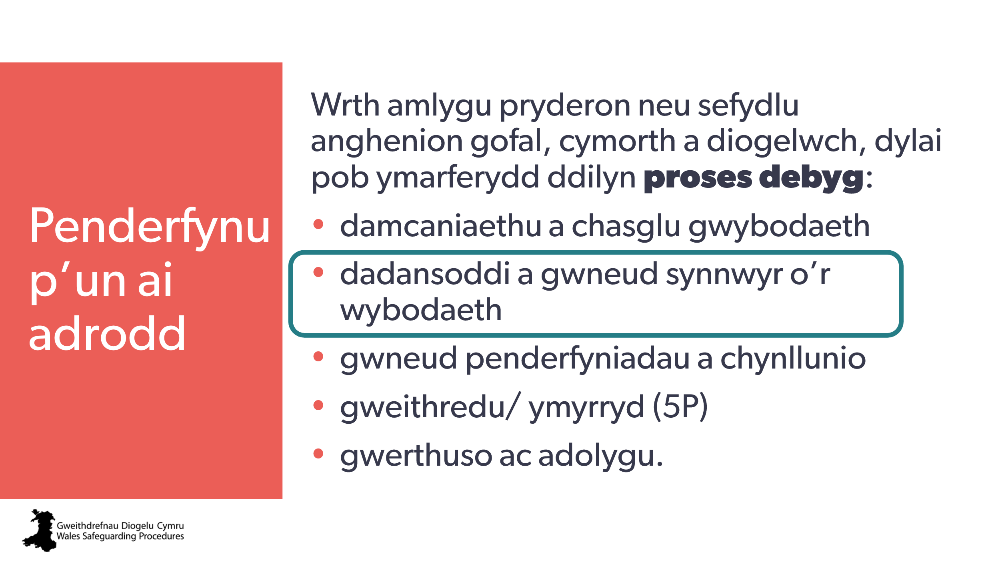 Penderfynu
p'un ai
adrodd
Wrth amlygu pryderon neu sefydlu
anghenion gofal, cymorth a diogelwch, dylai
pob ymarferydd ddilyn proses debyg:
• damcaniaethu a chasglu gwybodaeth
• dadansoddi a gwneud synnwyr o'r
wybodaeth
• gwneud penderfyniadau a chynllunio
• gweithredu/ ymyrryd (5P)
• gwerthuso ac adolygu.
Gweithdrefnau Diogelu Cymru
Wales Safeguarding Procedures